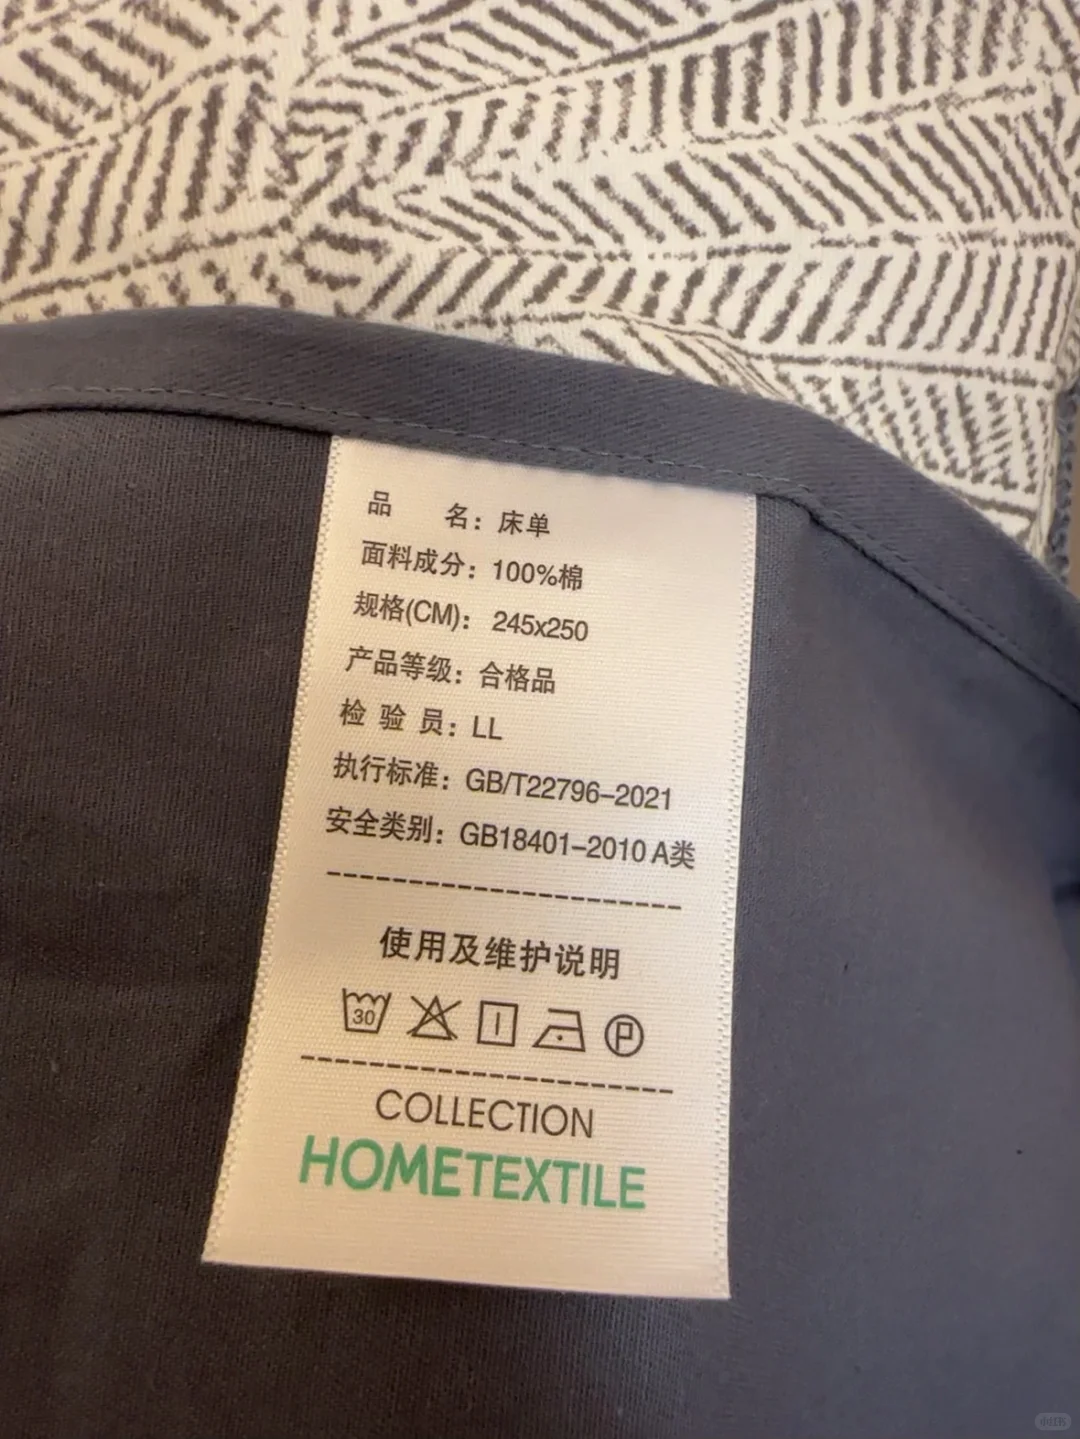 品 名：床单
面料成分：100%棉
规格(CM)：245x250
产品等级：合格品
检 验 员：LL
执行标准：GB/T22796-2021
安全类别：GB18401-2010 A类
使用及维护说明
30 P
COLLECTION
HOMETEXTILE